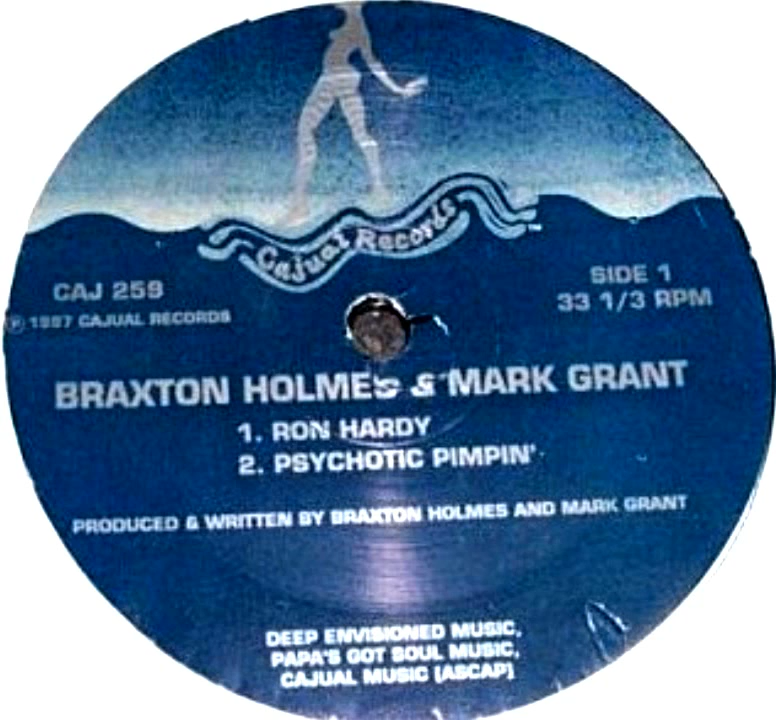 Cajual Records
CAJ 259
SIDE 1
33 1/3 RPM
℗ 1997 CAJUAL RECORDS
BRAXTON HOLMES & MARK GRANT
1. RON HARDY
2. PSYCHOTIC PIMPIN'
PRODUCED & WRITTEN BY BRAXTON HOLMES AND MARK GRANT
DEEP ENVISIONED MUSIC,
PAPA'S GOT SOUL MUSIC,
CAJUAL MUSIC [ASCAP]